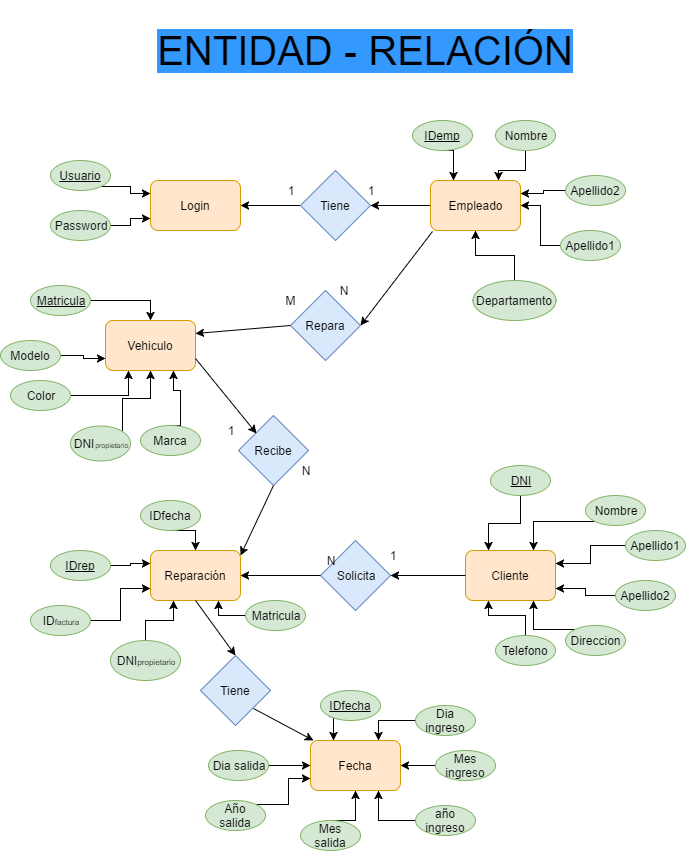 ENTIDAD - RELACIÓN
IDemp
Nombre
Usuario
Login
1
Tiene
1
Empleado
Apellido2
Password
Apellido1
Departamento
Matricula
M
N
Repara
Vehiculo
Modelo
Color
DNI propietario
Marca
1
Recibe
N
DNI
IDfecha
Nombre
Apellido1
IDrep
Reparación
N
Solicita
1
Cliente
Apellido2
IDfactura
Matricula
Direccion
Telefono
DNIpropietario
Tiene
IDfecha
Dia
ingreso
Dia salida
Fecha
Mes
ingreso
Año
salida
Mes
salida
año
ingreso